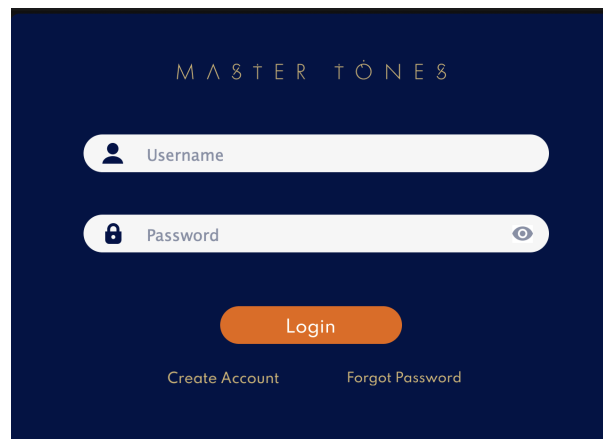 MASTER TONES
Username
Password
Login
Create Account Forgot Password